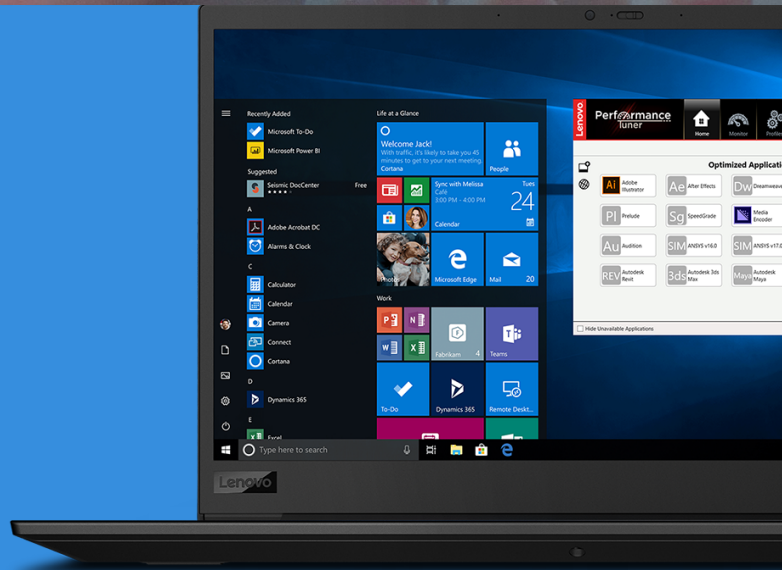 Recently Added
Microsoft To-Do
Microsoft Power BI
Suggested
Seismic DocCenter
Free
A
Adobe Acrobat DC
Alarms & Clock
C
Calculator
Calendar
Camera
Connect
Cortana
D
Dynamics 365
E
Excel
Type here to search
Life at a Glance
Welcome Jack!
With traffic, it's likely to take you 45
minutes to get to your next meeting.
Cortana
People
Sync with Melissa
Café
3:00 PM - 4:00 PM
Calendar
Tues
24
Photos
Microsoft Edge
Mail 20
Work
Fabrikam 4
Teams
To-Do
Dynamics 365
Remote Deskt...
Lenovo
Performance
Tuner
Home
Monitor
Profiles
Optimized Applicati
Ai Adobe
Illustrator
Ae After Effects
Dw Dreamweave
Pl Prelude
Sg SpeedGrade
Media
Encoder
Au Audition
SIM ANSYS v16.0
SIM ANSYS v17.0
REV Autodesk
Revit
3ds Autodesk 3ds
Max
Maya Autodesk
Maya
Hide Unavailable Applications
Lenovo